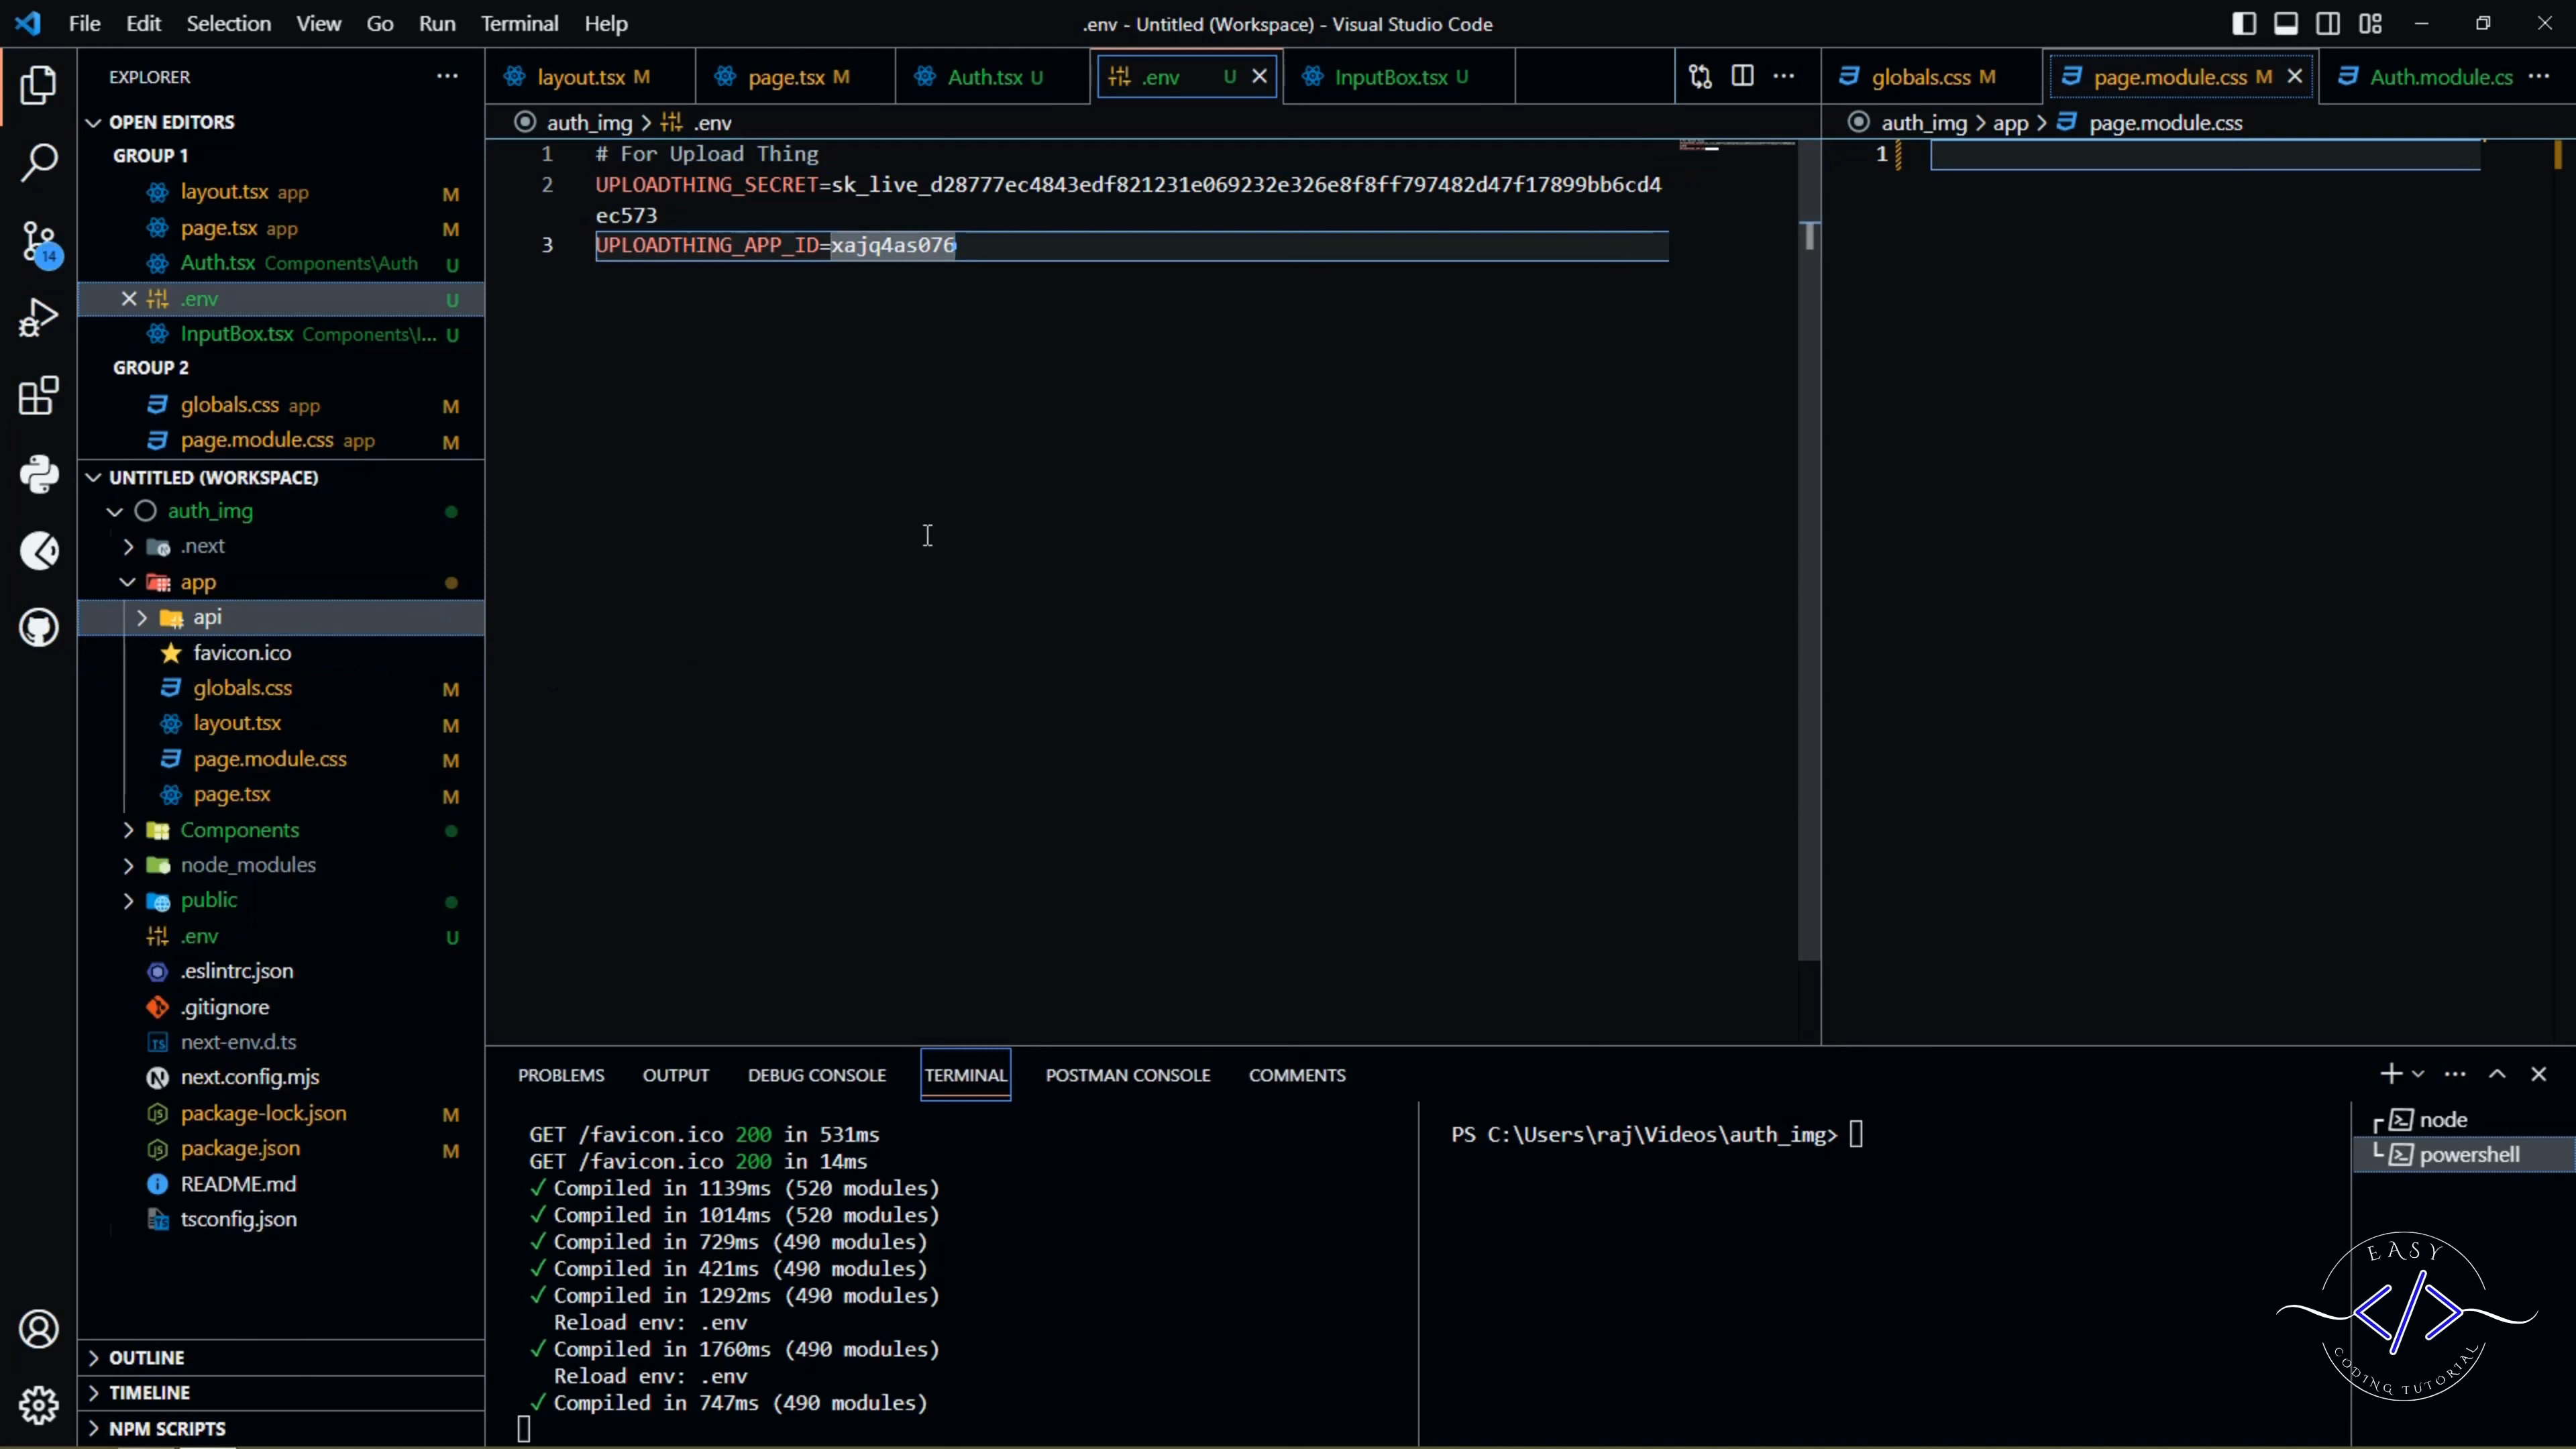 File Edit Selection View Go Run Terminal Help
.env - Untitled (Workspace) - Visual Studio Code
EXPLORER
OPEN EDITORS
GROUP 1
layout.tsx app M
page.tsx app M
Auth.tsx Components\Auth U
.env U
InputBox.tsx Components\I... U
GROUP 2
globals.css app M
page.module.css app M
UNTITLED (WORKSPACE)
auth_img
.next
app
api
favicon.ico
globals.css M
layout.tsx M
page.module.css M
page.tsx M
Components
node_modules
public
.env U
.eslintrc.json
.gitignore
next-env.d.ts
next.config.mjs
package-lock.json M
package.json M
README.md
tsconfig.json
OUTLINE
TIMELINE
NPM SCRIPTS
14
layout.tsx M page.tsx M Auth.tsx U .env U InputBox.tsx U
auth_img > .env
1 # For Upload Thing
2 UPLOADTHING_SECRET=sk_live_d28777ec4843edf821231e069232e326e8f8ff797482d47f17899bb6cd4
ec573
3 UPLOADTHING_APP_ID=xajq4as076
globals.css M page.module.css M Auth.module.cs
auth_img > app > page.module.css
1
PROBLEMS OUTPUT DEBUG CONSOLE TERMINAL POSTMAN CONSOLE COMMENTS
GET /favicon.ico 200 in 531ms
GET /favicon.ico 200 in 14ms
✓ Compiled in 1139ms (520 modules)
✓ Compiled in 1014ms (520 modules)
✓ Compiled in 729ms (490 modules)
✓ Compiled in 421ms (490 modules)
✓ Compiled in 1292ms (490 modules)
Reload env: .env
✓ Compiled in 1760ms (490 modules)
Reload env: .env
✓ Compiled in 747ms (490 modules)
PS C:\Users\raj\Videos\auth_img>
node
powershell
EASY
</>
CODING TUTORIAL